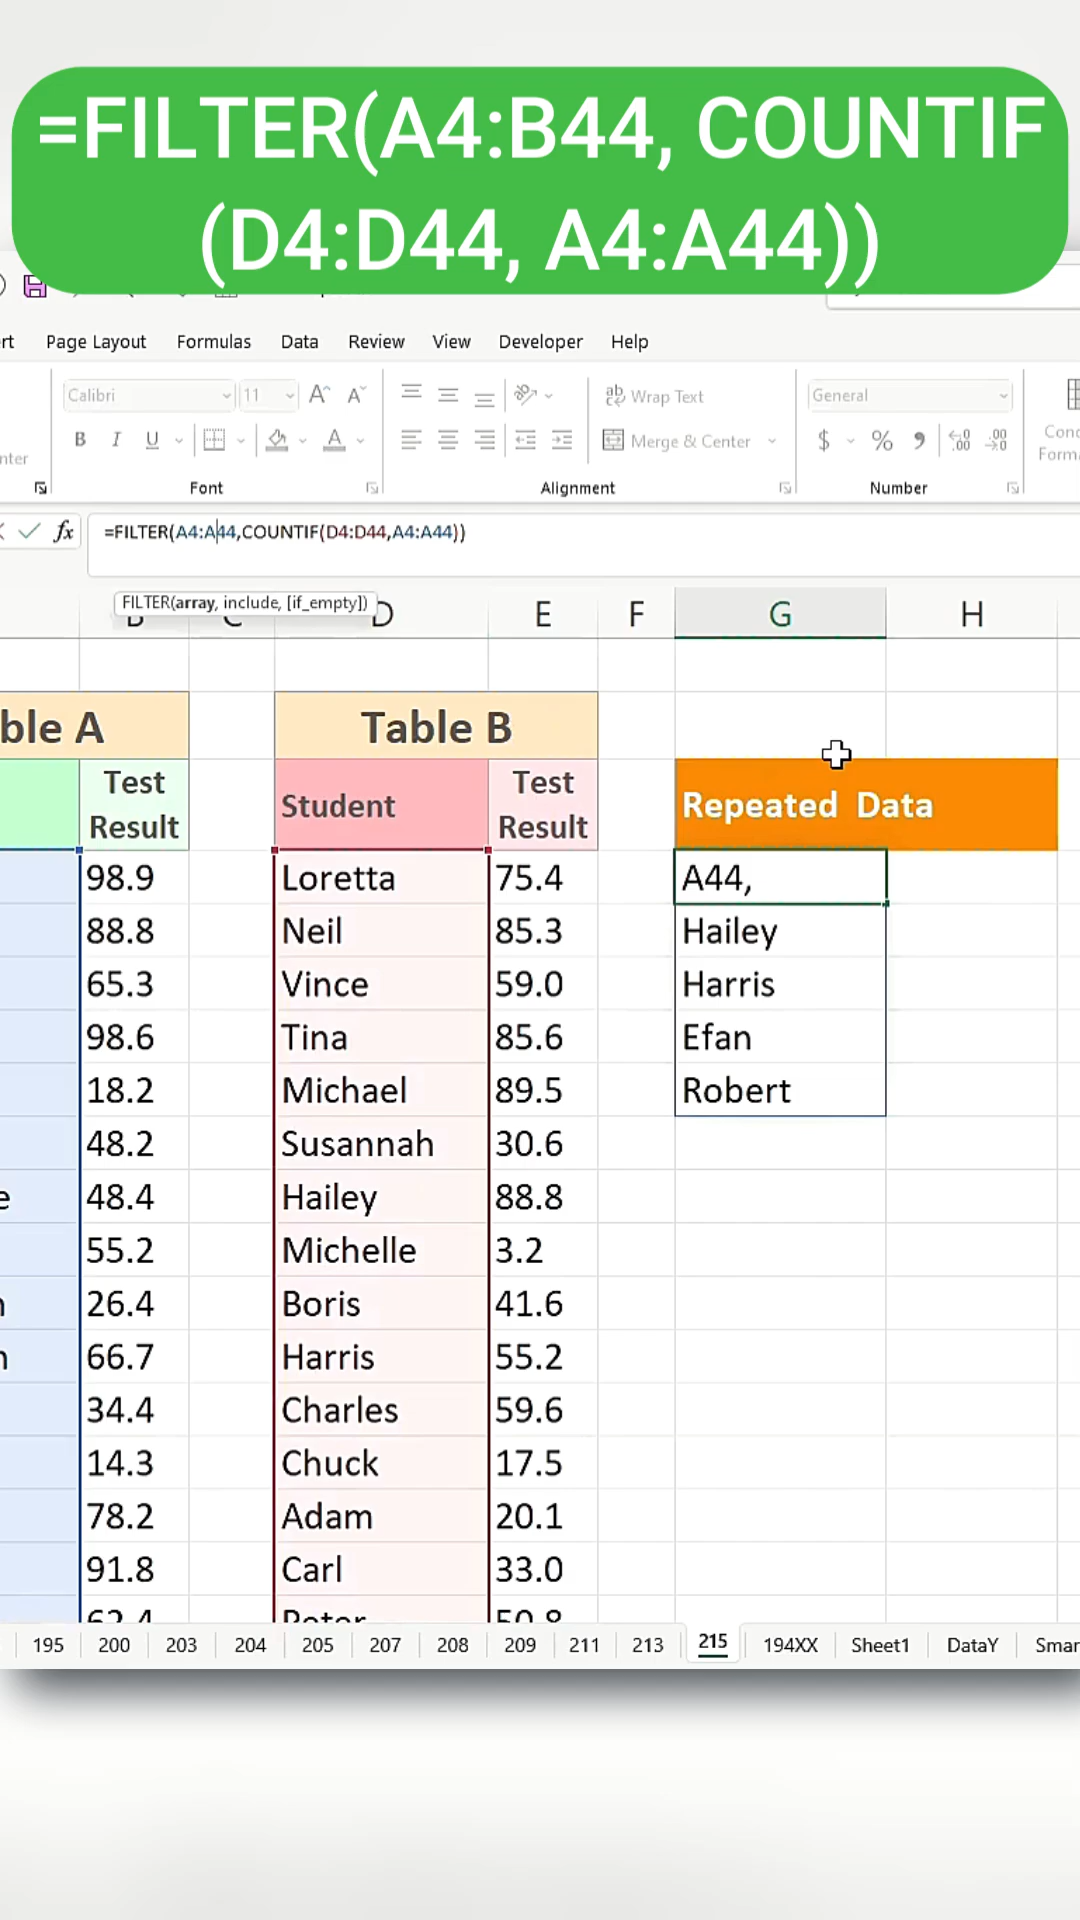 =FILTER(A4:B44, COUNTIF
(D4:D44, A4:A44))
Page Layout Formulas Data Review View Developer Help
Calibri 11 Wrap Text General
B I U Merge & Center $ %
Font Alignment Number
fx =FILTER(A4:A44,COUNTIF(D4:D44,A4:A44))
FILTER(array, include, [if_empty])
D E F G H
ble A Table B
Test
Result
Student
Test
Result
Repeated Data
98.9 Loretta 75.4 A44,
88.8 Neil 85.3 Hailey
65.3 Vince 59.0 Harris
98.6 Tina 85.6 Efan
18.2 Michael 89.5 Robert
48.2 Susannah 30.6
e 48.4 Hailey 88.8
55.2 Michelle 3.2
n 26.4 Boris 41.6
n 66.7 Harris 55.2
34.4 Charles 59.6
14.3 Chuck 17.5
78.2 Adam 20.1
91.8 Carl 33.0
195 200 203 204 205 207 208 209 211 213 215 194XX Sheet1 DataY Smar